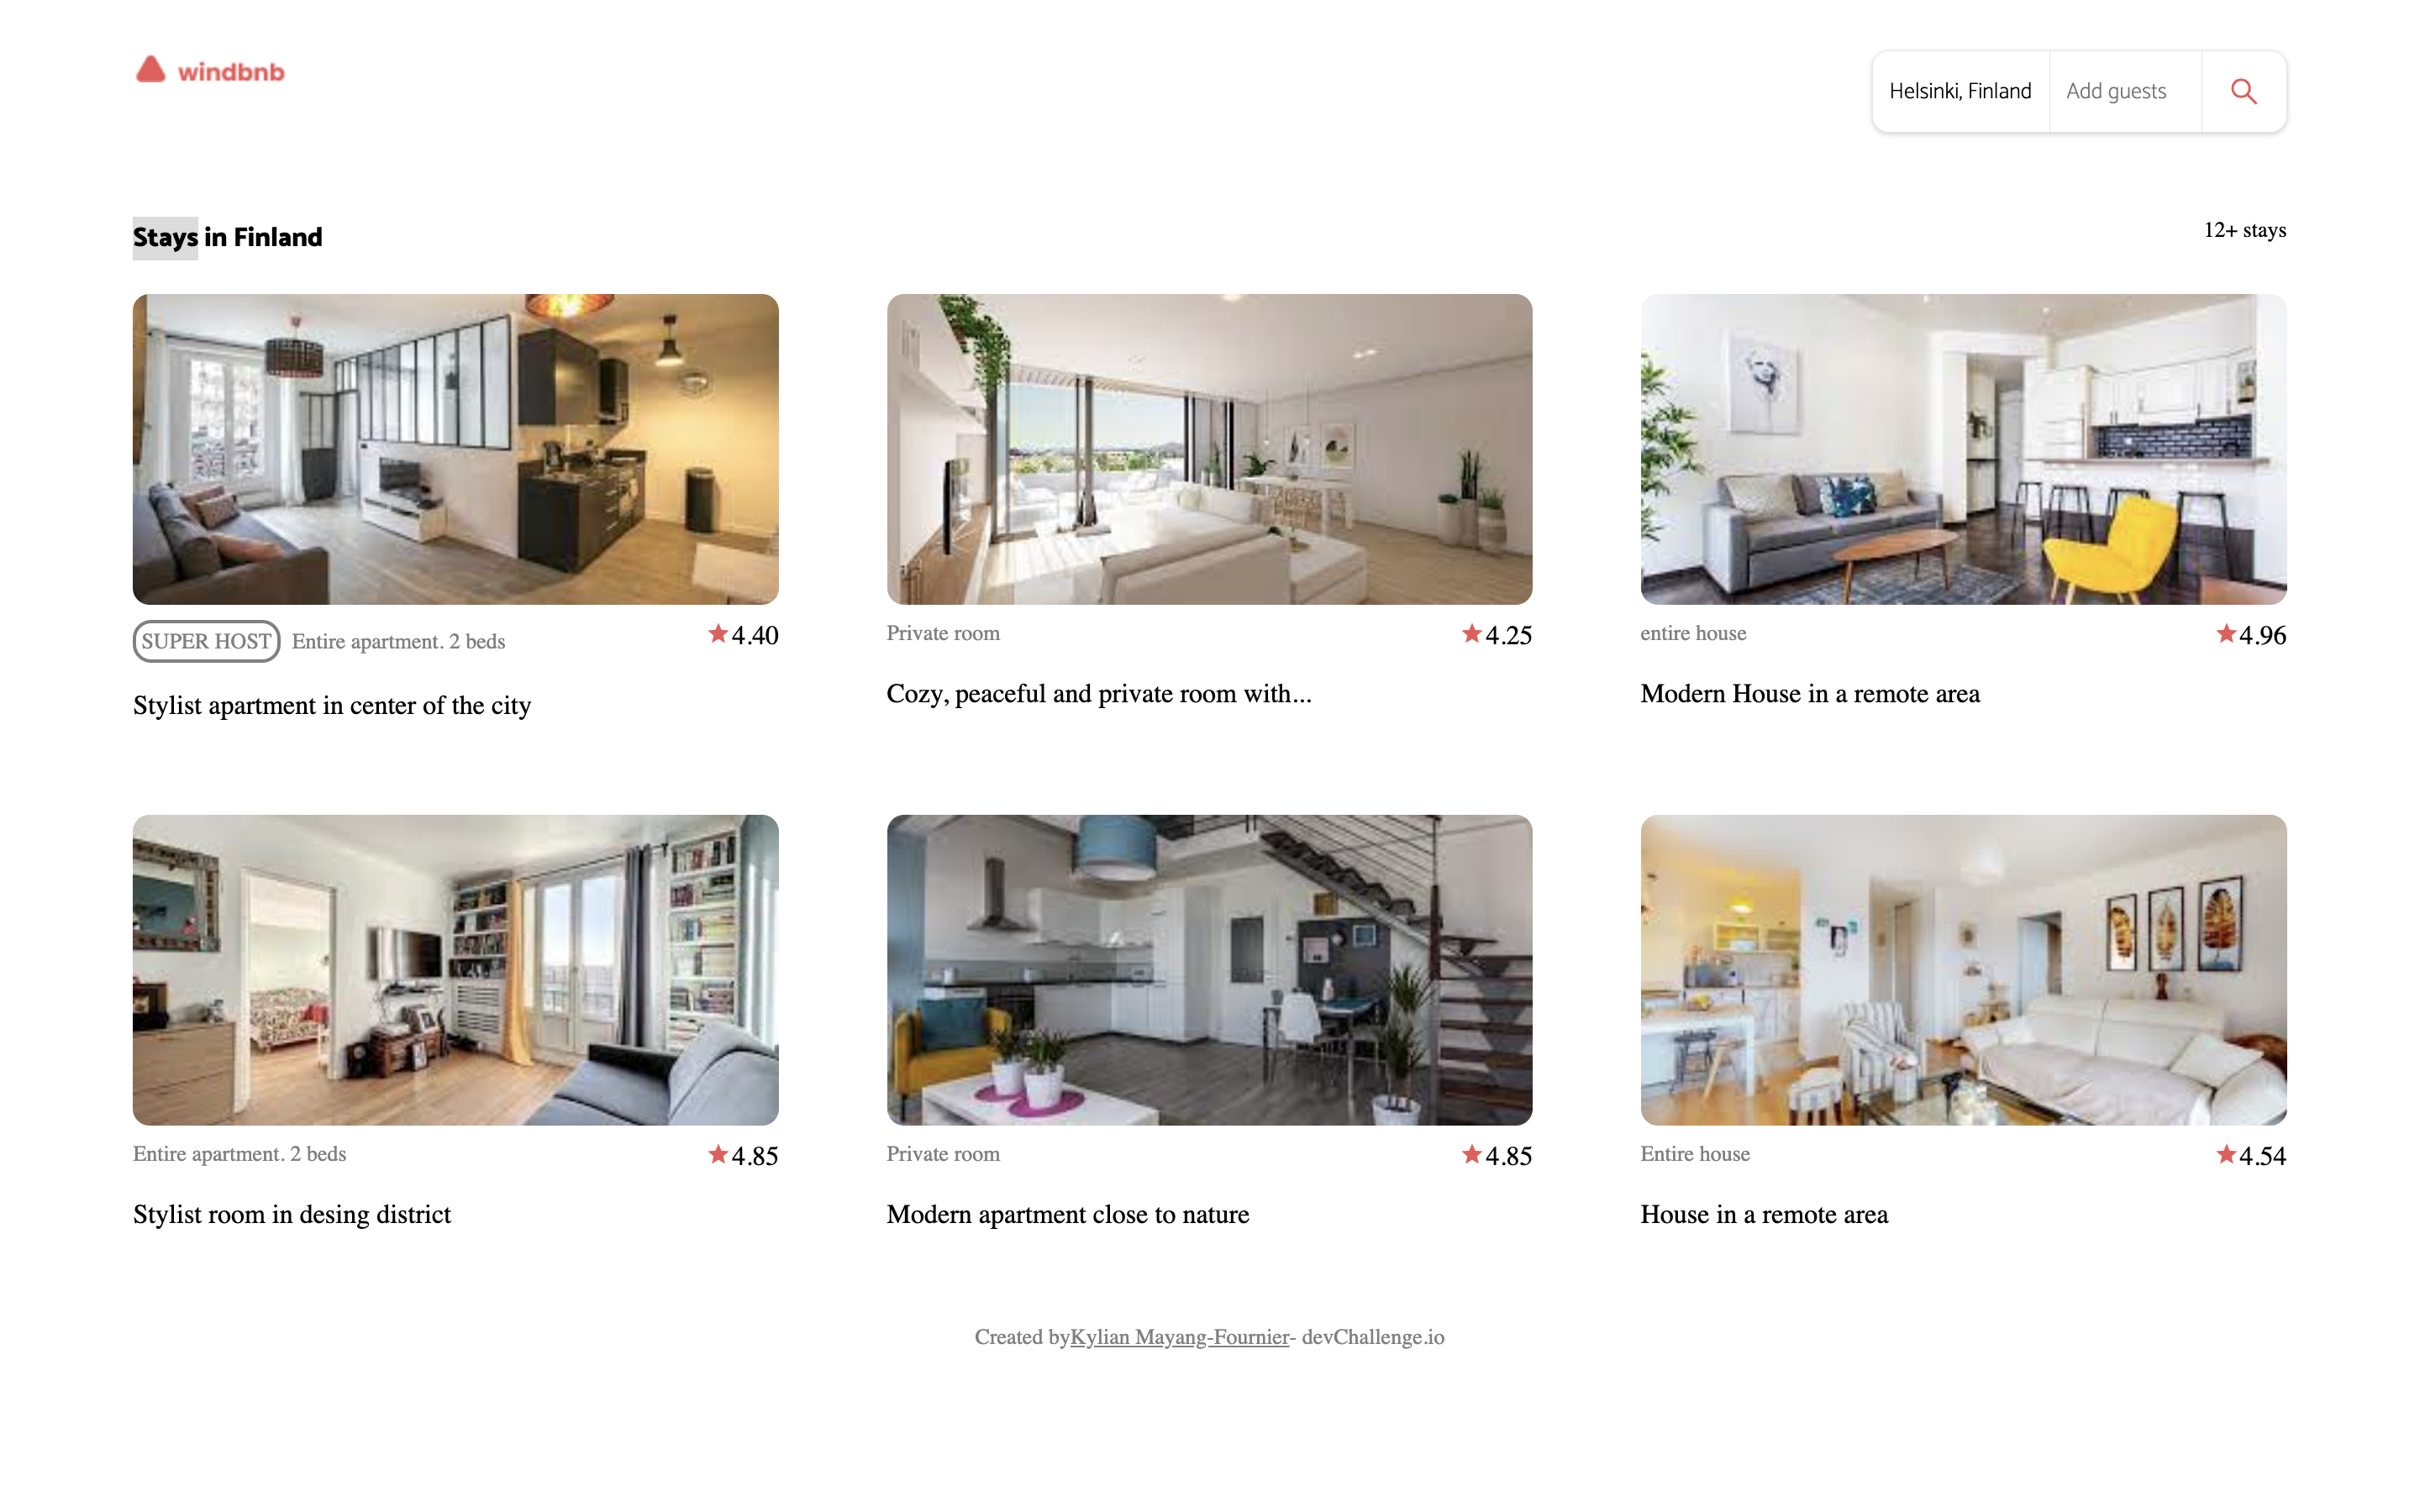 windbnb
Helsinki, Finland
Add guests
Stays in Finland
12+ stays
SUPER HOST
Entire apartment. 2 beds
4.40
Stylist apartment in center of the city
Private room
4.25
Cozy, peaceful and private room with...
entire house
4.96
Modern House in a remote area
Entire apartment. 2 beds
4.85
Stylist room in desing district
Private room
4.85
Modern apartment close to nature
Entire house
4.54
House in a remote area
Created byKylian Mayang-Fournier- devChallenge.io